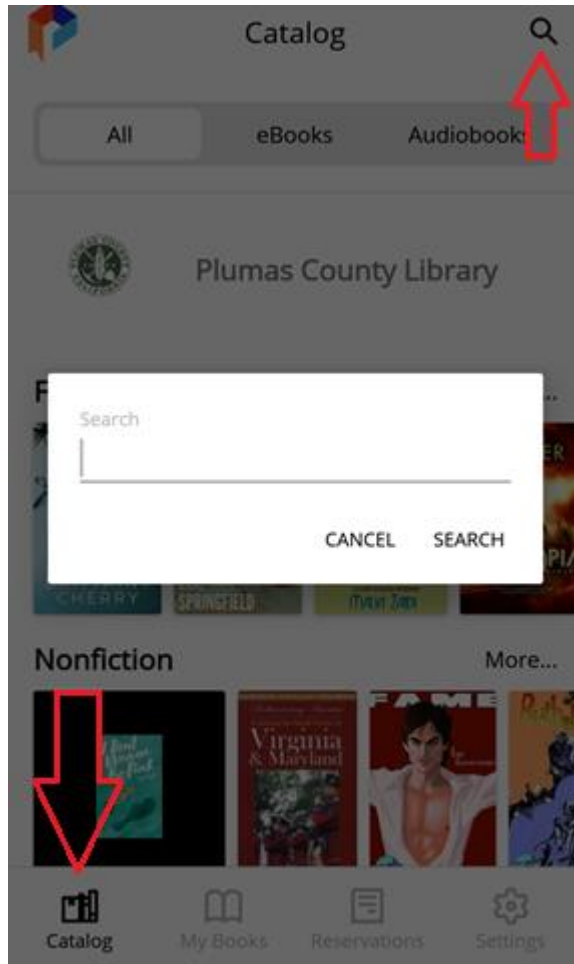 Catalog
All eBooks Audiobooks
Plumas County Library
F
...
Search
CANCEL SEARCH
CHERRY
SPRINGFIELD
Nonfiction More...
Virginia
& Maryland
FAME
Catalog My Books Reservations Settings